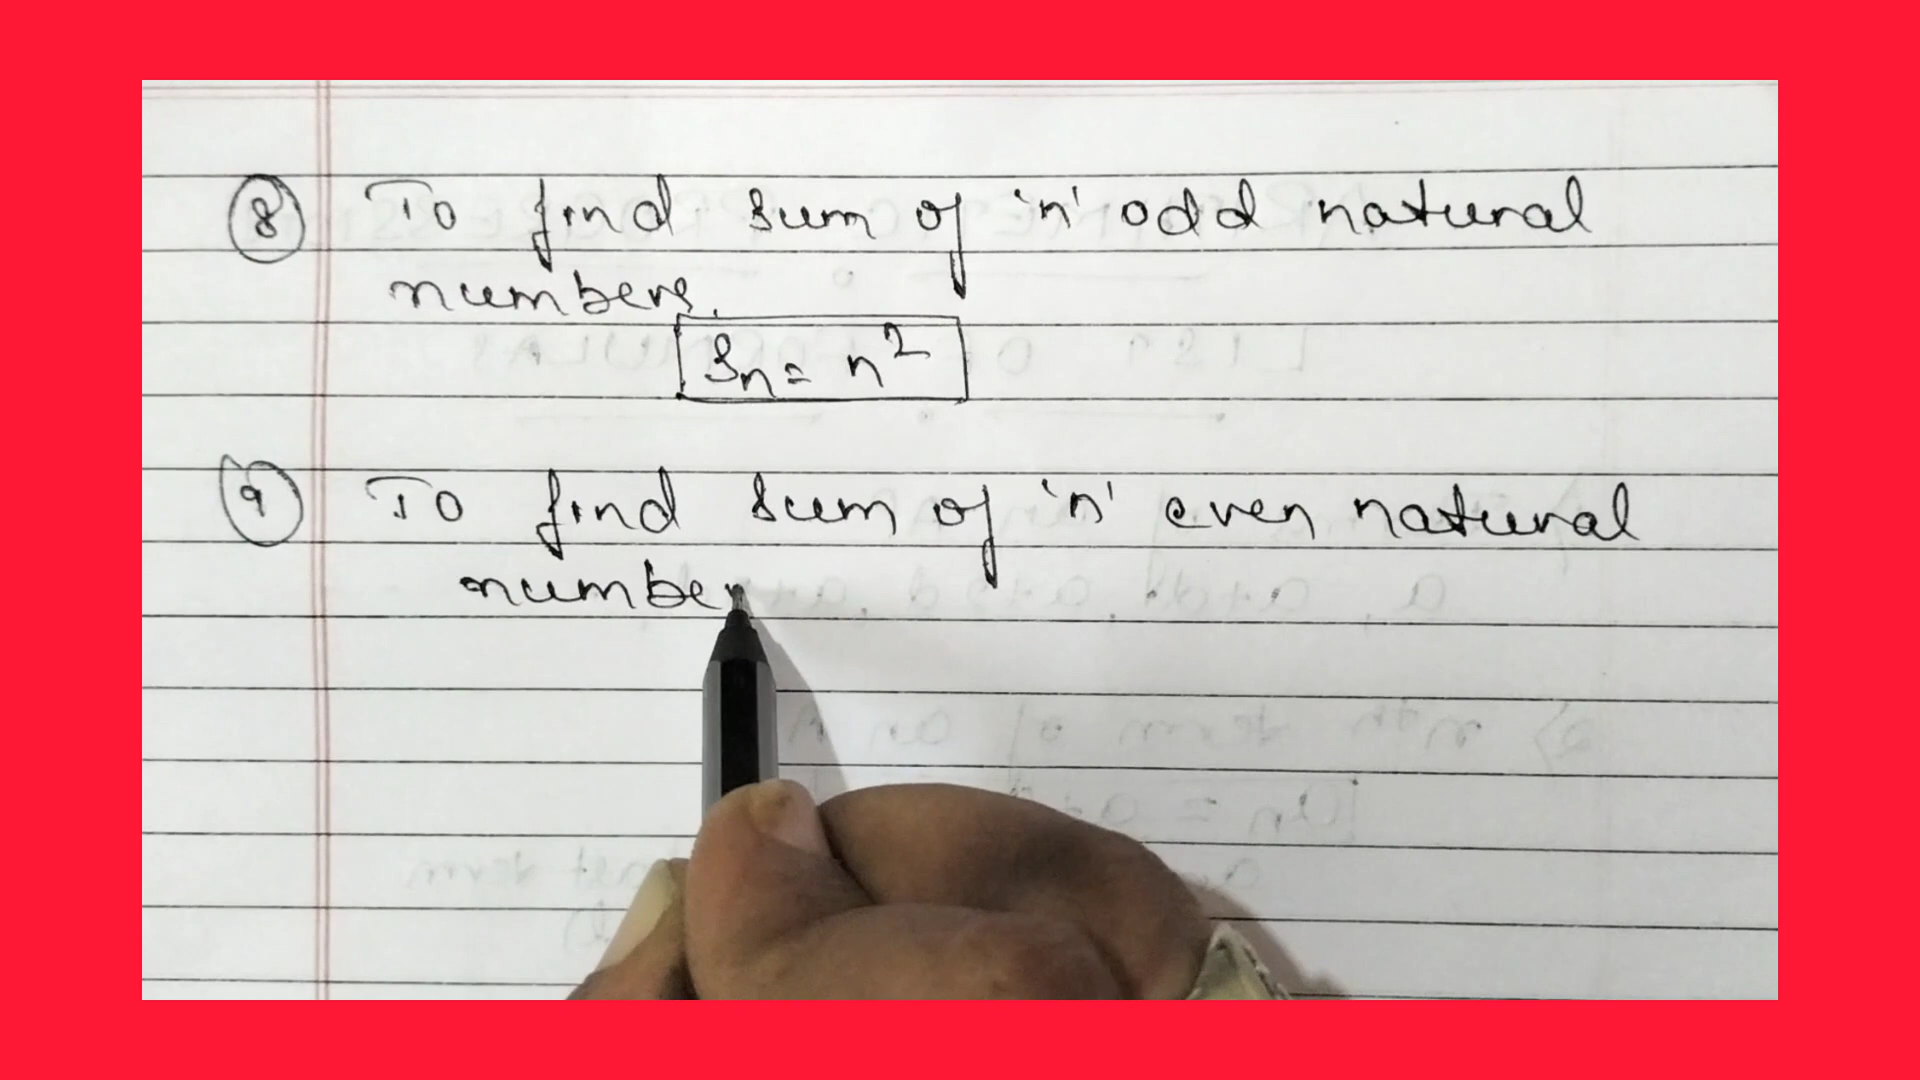 8 To find sum of 'n' odd natural
numbers.
Sn = n²
9 To find sum of 'n' even natural
number